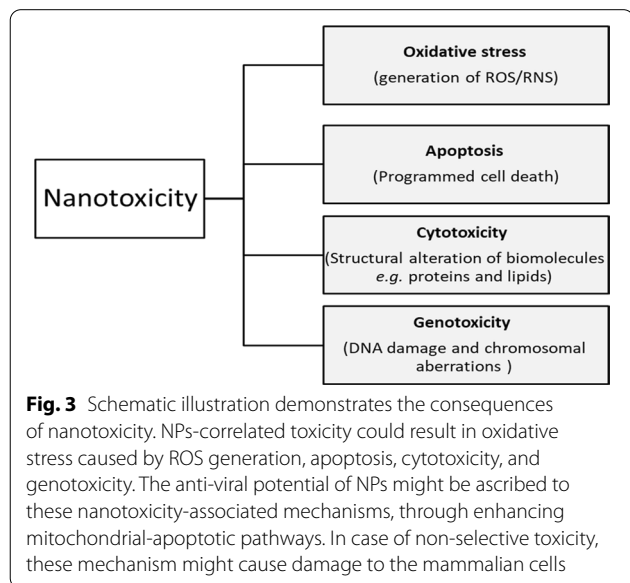 Oxidative stress
(generation of ROS/RNS)
Apoptosis
(Programmed cell death)
Nanotoxicity
Cytotoxicity
(Structural alteration of biomolecules
e.g. proteins and lipids)
Genotoxicity
(DNA damage and chromosomal
aberrations )
Fig. 3 Schematic illustration demonstrates the consequences
of nanotoxicity. NPs-correlated toxicity could result in oxidative
stress caused by ROS generation, apoptosis, cytotoxicity, and
genotoxicity. The anti-viral potential of NPs might be ascribed to
these nanotoxicity-associated mechanisms, through enhancing
mitochondrial-apoptotic pathways. In case of non-selective toxicity,
these mechanism might cause damage to the mammalian cells